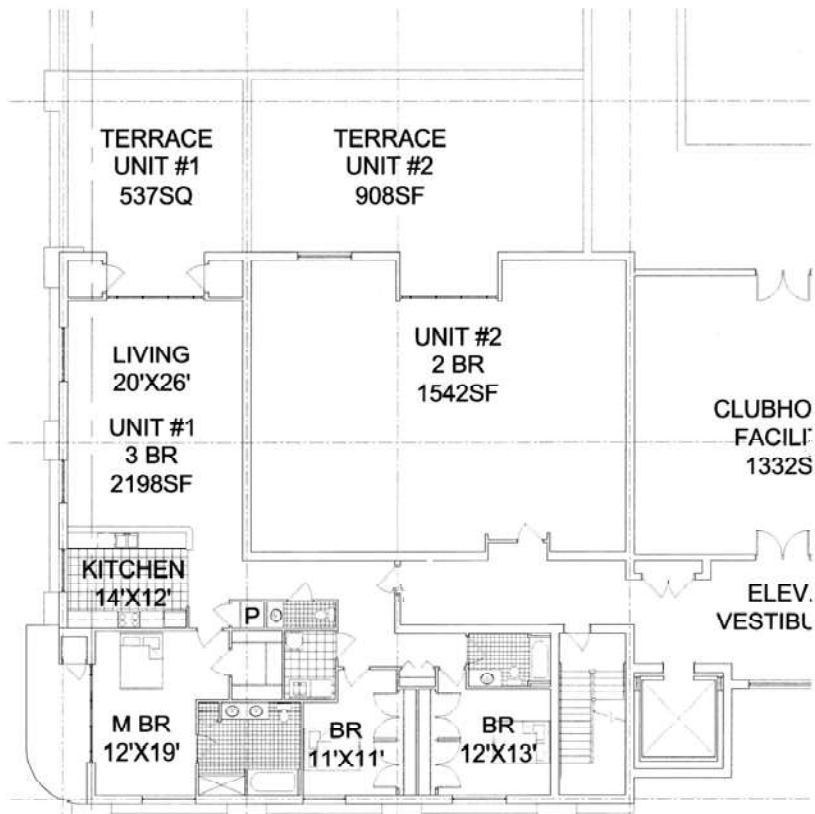 TERRACE
UNIT #1
537SQ
TERRACE
UNIT #2
908SF
LIVING
20'X26'
UNIT #1
3 BR
2198SF
UNIT #2
2 BR
1542SF
CLUBHO
FACILI
1332S
KITCHEN
14'X12'
P
ELEV.
VESTIBU
M BR
12'X19'
BR
11'X11'
BR
12'X13'